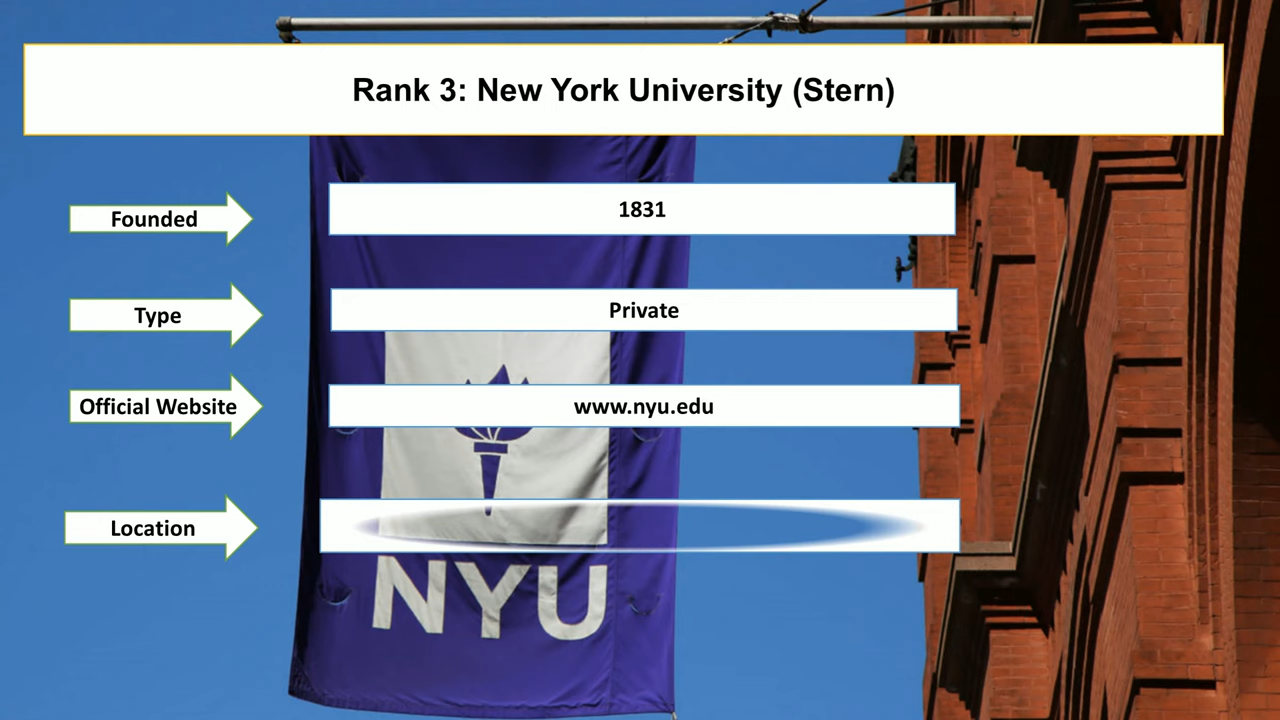 Rank 3: New York University (Stern)
Founded
1831
Type
Private
Official Website
www.nyu.edu
Location
NYU